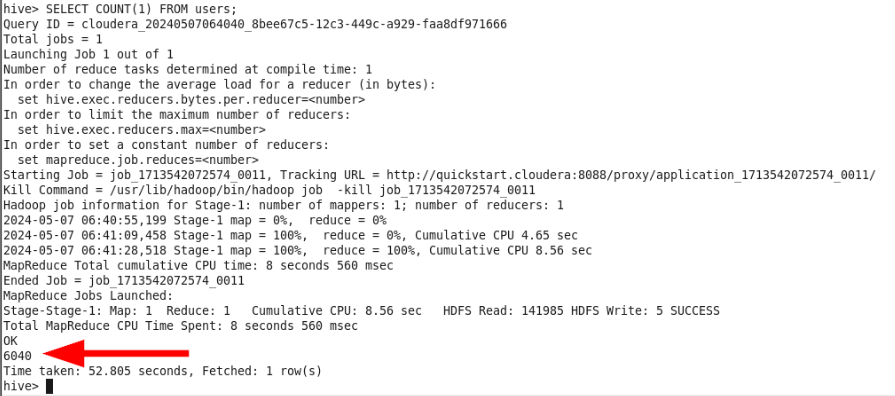 hive> SELECT COUNT(1) FROM users;
Query ID = cloudera_20240507064040_8bee67c5-12c3-449c-a929-faa8df971666
Total jobs = 1
Launching Job 1 out of 1
Number of reduce tasks determined at compile time: 1
In order to change the average load for a reducer (in bytes):
  set hive.exec.reducers.bytes.per.reducer=<number>
In order to limit the maximum number of reducers:
  set hive.exec.reducers.max=<number>
In order to set a constant number of reducers:
  set mapreduce.job.reduces=<number>
Starting Job = job_1713542072574_0011, Tracking URL = http://quickstart.cloudera:8088/proxy/application_1713542072574_0011/
Kill Command = /usr/lib/hadoop/bin/hadoop job  -kill job_1713542072574_0011
Hadoop job information for Stage-1: number of mappers: 1; number of reducers: 1
2024-05-07 06:40:55,199 Stage-1 map = 0%,  reduce = 0%
2024-05-07 06:41:09,458 Stage-1 map = 100%,  reduce = 0%, Cumulative CPU 4.65 sec
2024-05-07 06:41:28,518 Stage-1 map = 100%,  reduce = 100%, Cumulative CPU 8.56 sec
MapReduce Total cumulative CPU time: 8 seconds 560 msec
Ended Job = job_1713542072574_0011
MapReduce Jobs Launched:
Stage-Stage-1: Map: 1  Reduce: 1   Cumulative CPU: 8.56 sec   HDFS Read: 141985 HDFS Write: 5 SUCCESS
Total MapReduce CPU Time Spent: 8 seconds 560 msec
OK
6040
Time taken: 52.805 seconds, Fetched: 1 row(s)
hive>